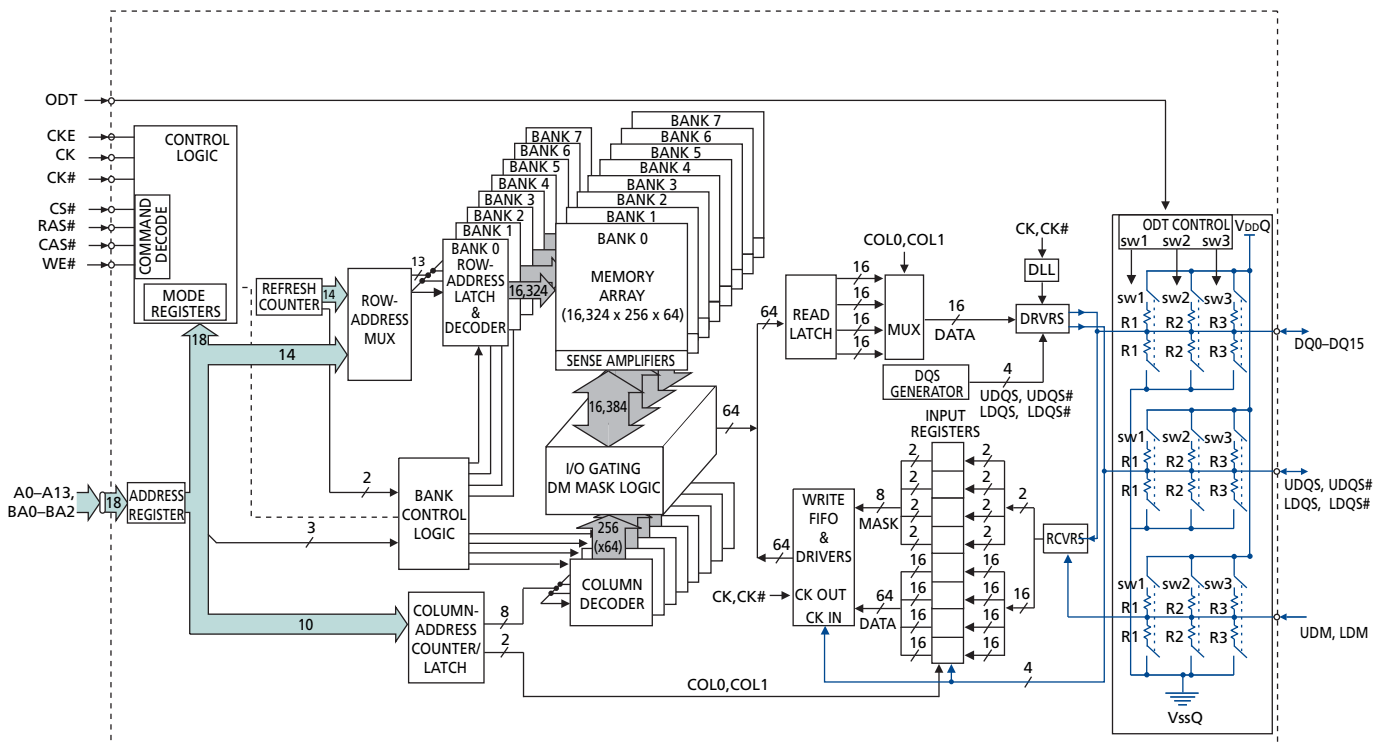 ODT
CKE
CK
CK#
CS#
RAS#
CAS#
WE#
CONTROL
LOGIC
COMMAND
DECODE
MODE
REGISTERS
18
A0–A13,
BA0–BA2
18
ADDRESS
REGISTER
REFRESH
COUNTER
14
14
ROW-
ADDRESS
MUX
13
2
3
10
BANK
CONTROL
LOGIC
COLUMN-
ADDRESS
COUNTER/
LATCH
8
2
BANK 7
BANK 6
BANK 5
BANK 4
BANK 3
BANK 2
BANK 1
BANK 0
ROW-
ADDRESS
LATCH
&
DECODER
16,324
BANK 7
BANK 6
BANK 5
BANK 4
BANK 3
BANK 2
BANK 1
BANK 0
MEMORY
ARRAY
(16,324 x 256 x 64)
SENSE AMPLIFIERS
16,384
I/O GATING
DM MASK LOGIC
256
(x64)
COLUMN
DECODER
COL0,COL1
64
64
64
READ
LATCH
16
16
16
16
COL0,COL1
MUX
16
DATA
CK,CK#
DLL
DRVRS
DQS
GENERATOR
4
UDQS, UDQS#
LDQS, LDQS#
INPUT
REGISTERS
WRITE
FIFO
&
DRIVERS
CK OUT
CK IN
CK,CK#
8
MASK
64
DATA
2
2
2
2
16
16
16
16
2
2
2
2
16
16
16
16
2
16
4
RCVRS
ODT CONTROL
VDDQ
sw1 sw2 sw3
sw1 sw2 sw3
R1 R2 R3
R1 R2 R3
DQ0–DQ15
sw1 sw2 sw3
R1 R2 R3
R1 R2 R3
UDQS, UDQS#
LDQS, LDQS#
sw1 sw2 sw3
R1 R2 R3
R1 R2 R3
UDM, LDM
VssQ